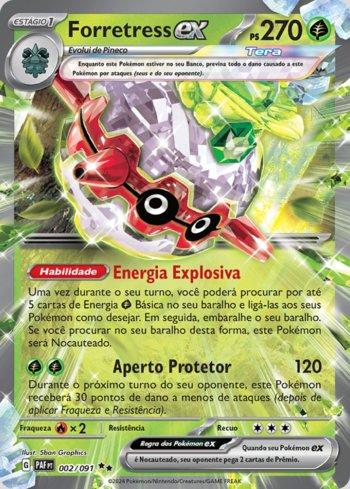 ESTÁGIO 1
Forretress ex PS 270
Evolui de Pineco
Tera
Enquanto este Pokémon estiver no seu Banco, previna todo o dano causado a este
Pokémon por ataques (seus e do seu oponente).
Habilidade Energia Explosiva
Uma vez durante o seu turno, você poderá procurar por até
5 cartas de Energia Básica no seu baralho e ligá-las aos seus
Pokémon como desejar. Em seguida, embaralhe o seu baralho.
Se você procurou no seu baralho desta forma, este Pokémon
será Nocauteado.
Aperto Protetor 120
Durante o próximo turno do seu oponente, este Pokémon
receberá 30 pontos de dano a menos de ataques (depois de
aplicar Fraqueza e Resistência).
Fraqueza × 2 Resistência Recuo
Ilust. 5ban Graphics
Regra dos Pokémon ex Quando seu Pokémon ex
é Nocauteado, seu oponente pega 2 cartas de Prêmio.
G PAF PT 002/091
©2024 Pokémon/Nintendo/Creatures/GAME FREAK